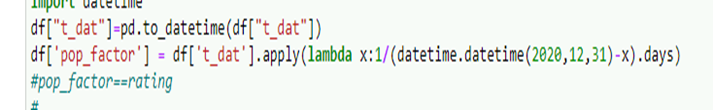 import datetime
df["t_dat"]=pd.to_datetime(df["t_dat"])
df['pop_factor'] = df['t_dat'].apply(lambda x:1/(datetime.datetime(2020,12,31)-x).days)
#pop_factor==rating
#